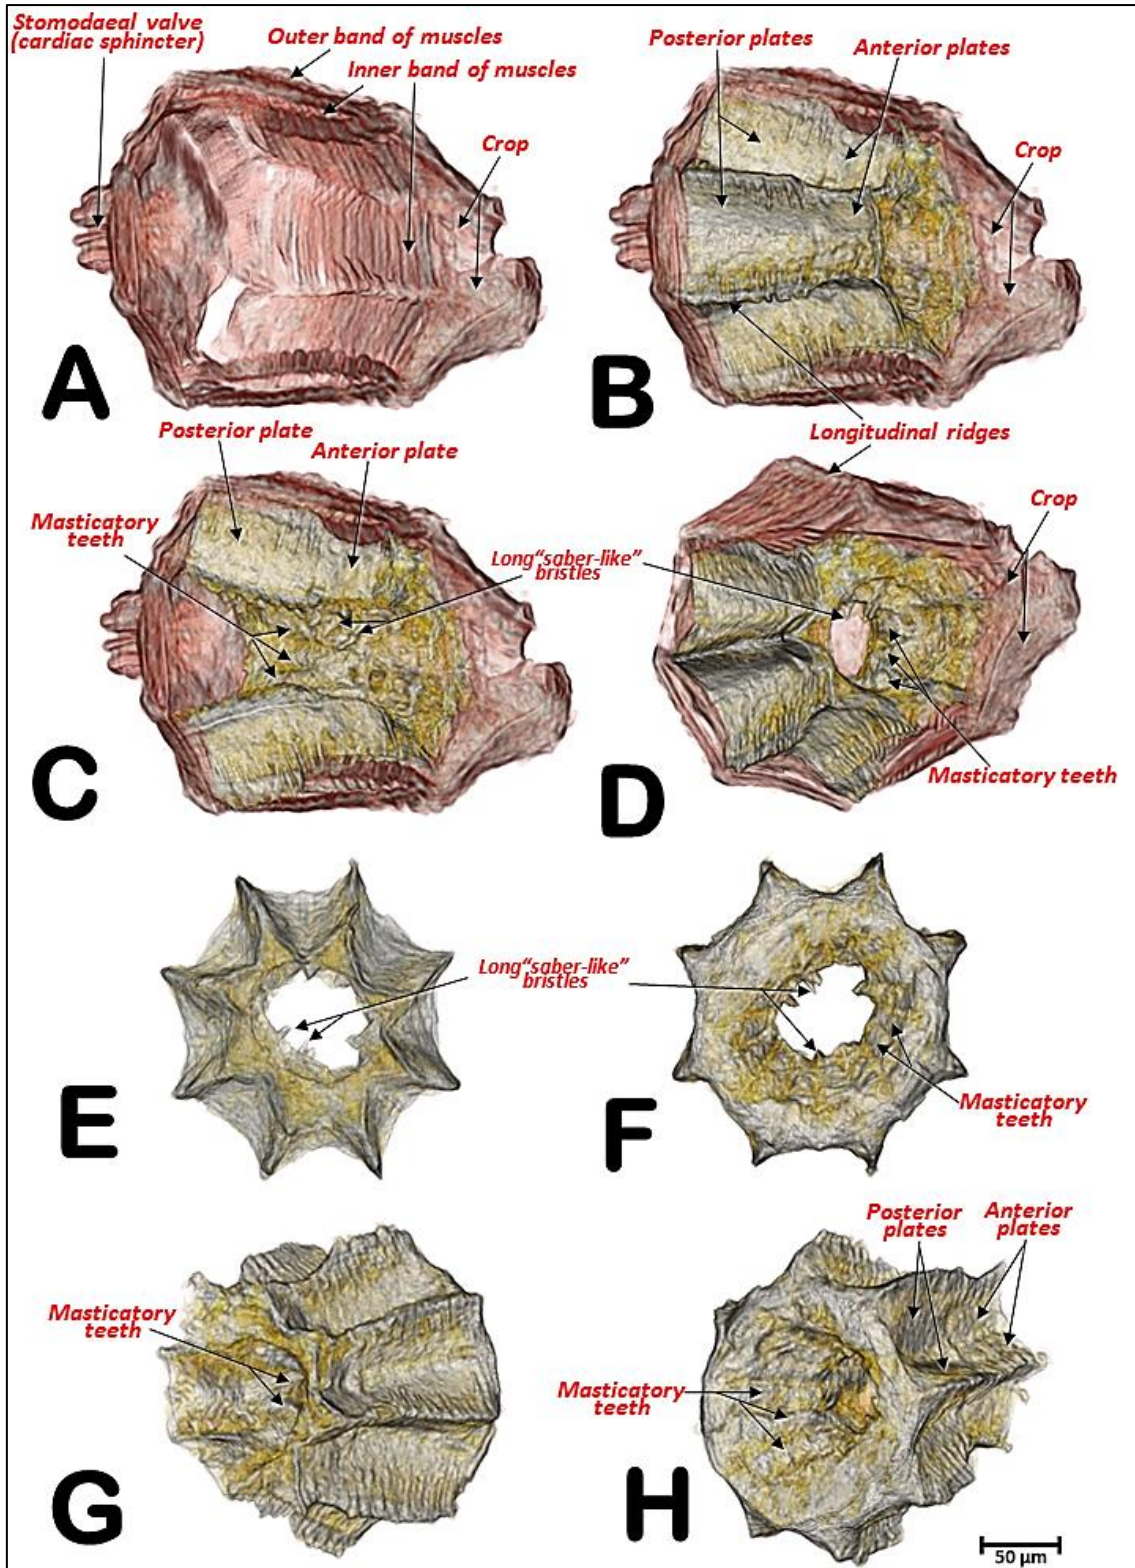 Stomodaeal valve
(cardiac sphincter)
Outer band of muscles
Inner band of muscles
Crop
A
Posterior plates
Anterior plates
Crop
B
Longitudinal ridges
Posterior plate
Anterior plate
Masticatory
teeth
Long“saber-like”
bristles
C
Crop
Masticatory teeth
D
Long“saber-like”
bristles
E
Masticatory
teeth
F
Masticatory
teeth
G
Posterior
plates
Anterior
plates
Masticatory
teeth
H
50 µm